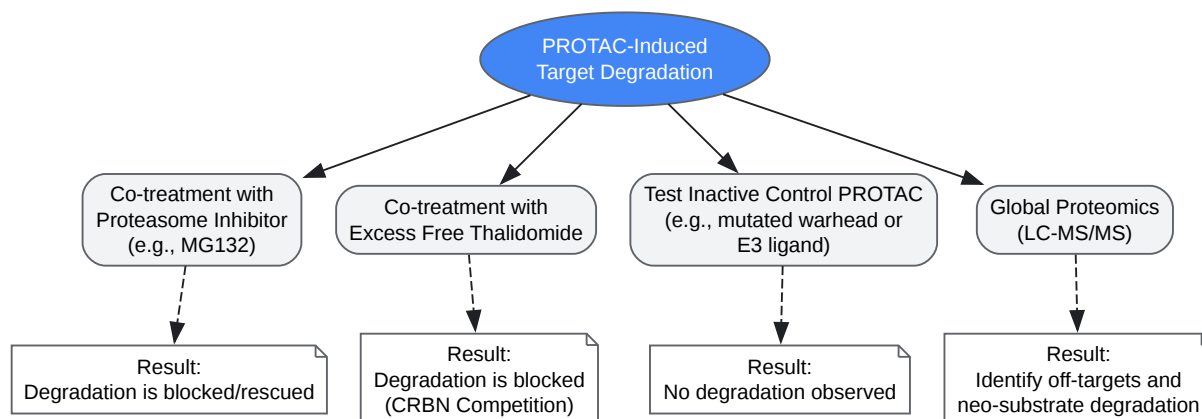 PROTAC-Induced
Target Degradation
Co-treatment with
Proteasome Inhibitor
(e.g., MG132)
Co-treatment with
Excess Free Thalidomide
Test Inactive Control PROTAC
(e.g., mutated warhead or
E3 ligand)
Global Proteomics
(LC-MS/MS)
Result:
Degradation is blocked/rescued
Result:
Degradation is blocked
(CRBN Competition)
Result:
No degradation observed
Result:
Identify off-targets and
neo-substrate degradation